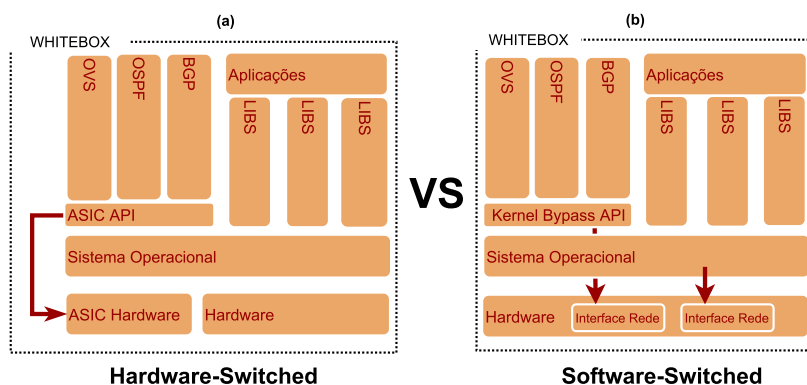 (a)
WHITEBOX
OVS
OSPF
BGP
Aplicações
LIBS
LIBS
LIBS
ASIC API
Sistema Operacional
ASIC Hardware
Hardware
Hardware-Switched
VS
(b)
WHITEBOX
OVS
OSPF
BGP
Aplicações
LIBS
LIBS
LIBS
Kernel Bypass API
Sistema Operacional
Hardware
Interface Rede
Interface Rede
Software-Switched